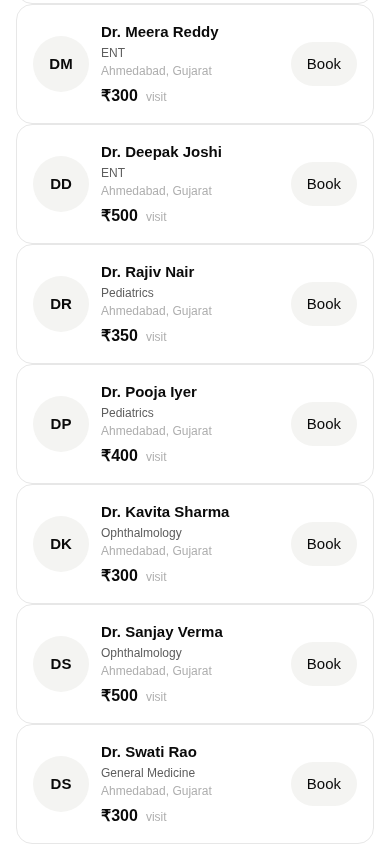 DM
Dr. Meera Reddy
ENT
Ahmedabad, Gujarat
₹300 visit
Book
DD
Dr. Deepak Joshi
ENT
Ahmedabad, Gujarat
₹500 visit
Book
DR
Dr. Rajiv Nair
Pediatrics
Ahmedabad, Gujarat
₹350 visit
Book
DP
Dr. Pooja Iyer
Pediatrics
Ahmedabad, Gujarat
₹400 visit
Book
DK
Dr. Kavita Sharma
Ophthalmology
Ahmedabad, Gujarat
₹300 visit
Book
DS
Dr. Sanjay Verma
Ophthalmology
Ahmedabad, Gujarat
₹500 visit
Book
DS
Dr. Swati Rao
General Medicine
Ahmedabad, Gujarat
₹300 visit
Book